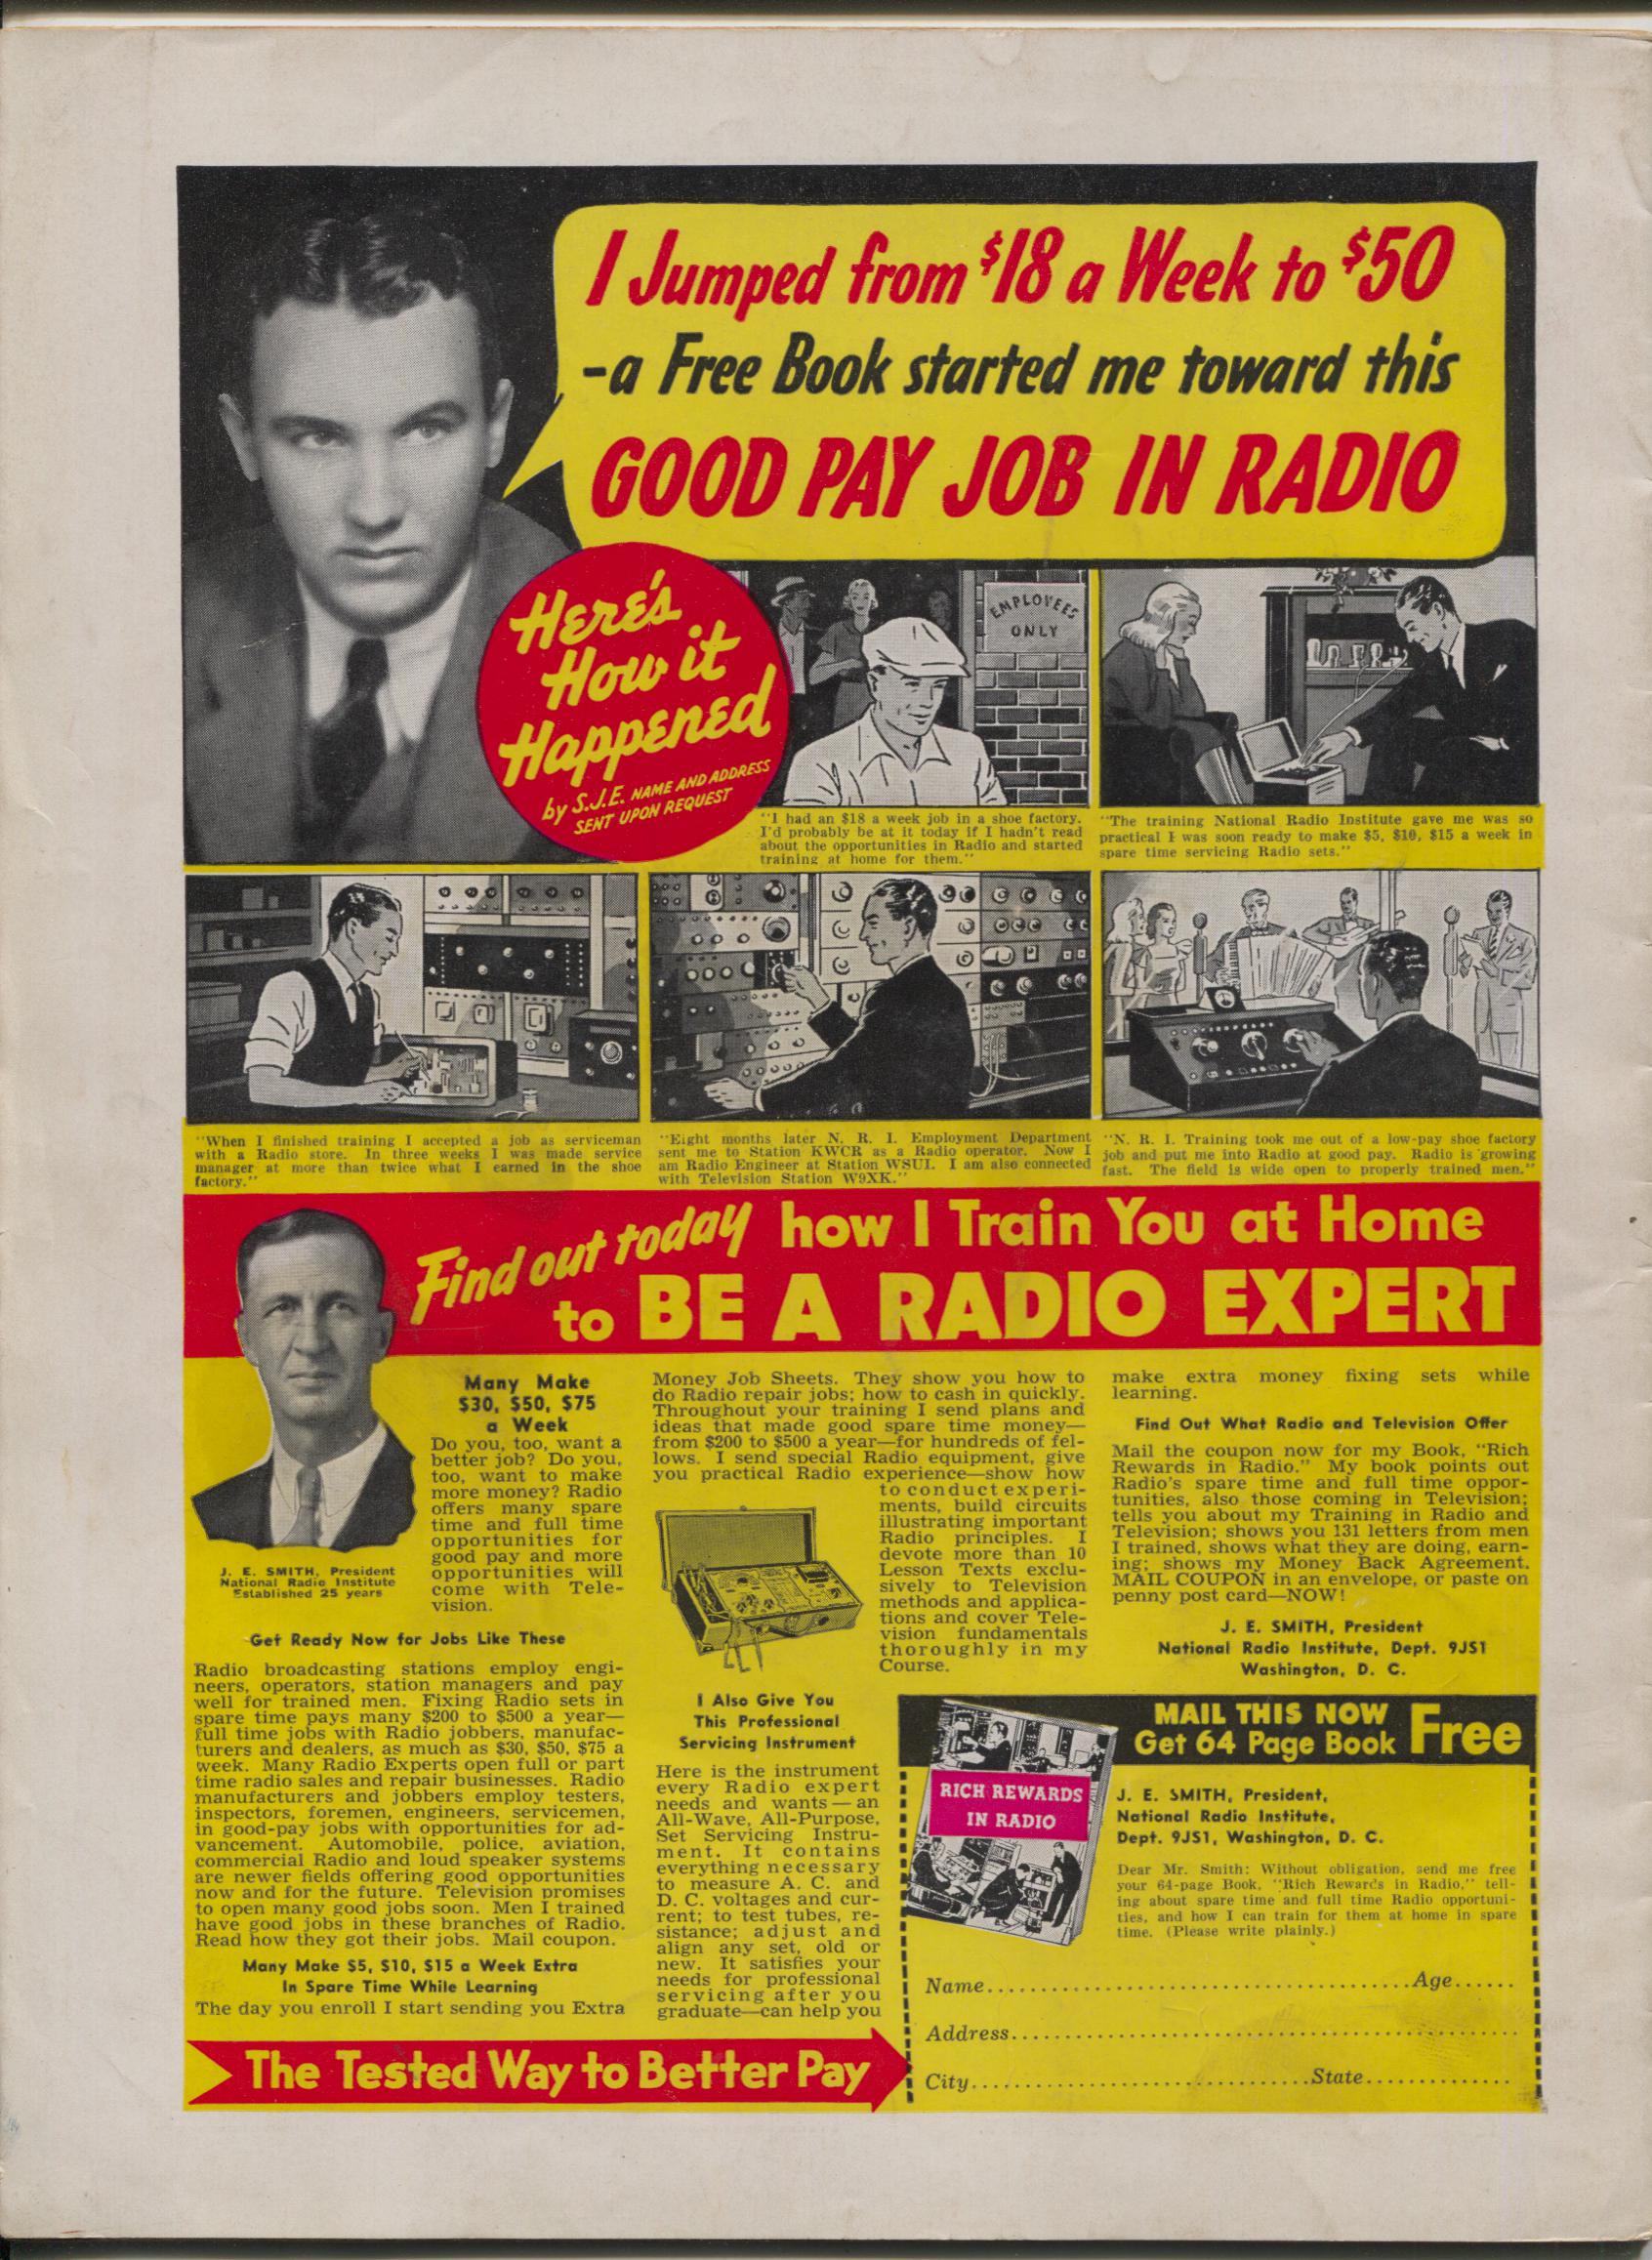 I Jumped from $18 a Week to $50
-a Free Book started me toward this
GOOD PAY JOB IN RADIO
Here's
How it
Happened
by S.J.E. NAME AND ADDRESS
SENT UPON REQUEST
EMPLOYEES
ONLY
"I had an $18 a week job in a shoe factory.
I'd probably be at it today if I hadn't read
about the opportunities in Radio and started
training at home for them."
"The training National Radio Institute gave me was so
practical I was soon ready to make $5, $10, $15 a week in
spare time servicing Radio sets."
"When I finished training I accepted a job as serviceman
with a Radio store. In three weeks I was made service
manager at more than twice what I earned in the shoe
factory."
"Eight months later N. R. I. Employment Department
sent me to Station KWCR as a Radio operator. Now I
am Radio Engineer at Station WSUI. I am also connected
with Television Station W9XK."
"N. R. I. Training took me out of a low-pay shoe factory
job and put me into Radio at good pay. Radio is growing
fast. The field is wide open to properly trained men."
Find out today how I Train You at Home
to BE A RADIO EXPERT
J. E. SMITH, President
National Radio Institute
Established 25 years
Many Make
$30, $50, $75
a Week
Do you, too, want a
better job? Do you,
too, want to make
more money? Radio
offers many spare
time and full time
opportunities for
good pay and more
opportunities will
come with Tele-
vision.
Get Ready Now for Jobs Like These
Radio broadcasting stations employ engi-
neers, operators, station managers and pay
well for trained men. Fixing Radio sets in
spare time pays many $200 to $500 a year—
full time jobs with Radio jobbers, manufac-
turers and dealers, as much as $30, $50, $75 a
week. Many Radio Experts open full or part
time radio sales and repair businesses. Radio
manufacturers and jobbers employ testers,
inspectors, foremen, engineers, servicemen,
in good-pay jobs with opportunities for ad-
vancement. Automobile, police, aviation,
commercial Radio and loud speaker systems
are newer fields offering good opportunities
now and for the future. Television promises
to open many good jobs soon. Men I trained
have good jobs in these branches of Radio.
Read how they got their jobs. Mail coupon.
Many Make $5, $10, $15 a Week Extra
In Spare Time While Learning
The day you enroll I start sending you Extra
Money Job Sheets. They show you how to
do Radio repair jobs; how to cash in quickly.
Throughout your training I send plans and
ideas that made good spare time money—
from $200 to $500 a year—for hundreds of fel-
lows. I send special Radio equipment, give
you practical Radio experience—show how
to conduct experi-
ments, build circuits
illustrating important
Radio principles. I
devote more than 10
Lesson Texts exclu-
sively to Television
methods and applica-
tions and cover Tele-
vision fundamentals
thoroughly in my
Course.
I Also Give You
This Professional
Servicing Instrument
Here is the instrument
every Radio expert
needs and wants — an
All-Wave, All-Purpose,
Set Servicing Instru-
ment. It contains
everything necessary
to measure A. C. and
D. C. voltages and cur-
rent; to test tubes, re-
sistance; adjust and
align any set, old or
new. It satisfies your
needs for professional
servicing after you
graduate—can help you
make extra money fixing sets while
learning.
Find Out What Radio and Television Offer
Mail the coupon now for my Book, "Rich
Rewards in Radio." My book points out
Radio's spare time and full time oppor-
tunities, also those coming in Television;
tells you about my Training in Radio and
Television; shows you 131 letters from men
I trained, shows what they are doing, earn-
ing; shows my Money Back Agreement.
MAIL COUPON in an envelope, or paste on
penny post card—NOW!
J. E. SMITH, President
National Radio Institute, Dept. 9JS1
Washington, D. C.
The Tested Way to Better Pay
RICH REWARDS
IN RADIO
MAIL THIS NOW
Get 64 Page Book Free
J. E. SMITH, President,
National Radio Institute,
Dept. 9JS1, Washington, D. C.
Dear Mr. Smith: Without obligation, send me free
your 64-page Book, "Rich Rewards in Radio," tell-
ing about spare time and full time Radio opportuni-
ties, and how I can train for them at home in spare
time. (Please write plainly.)
Name..........................................Age......
Address..................................................
City.................................State..............